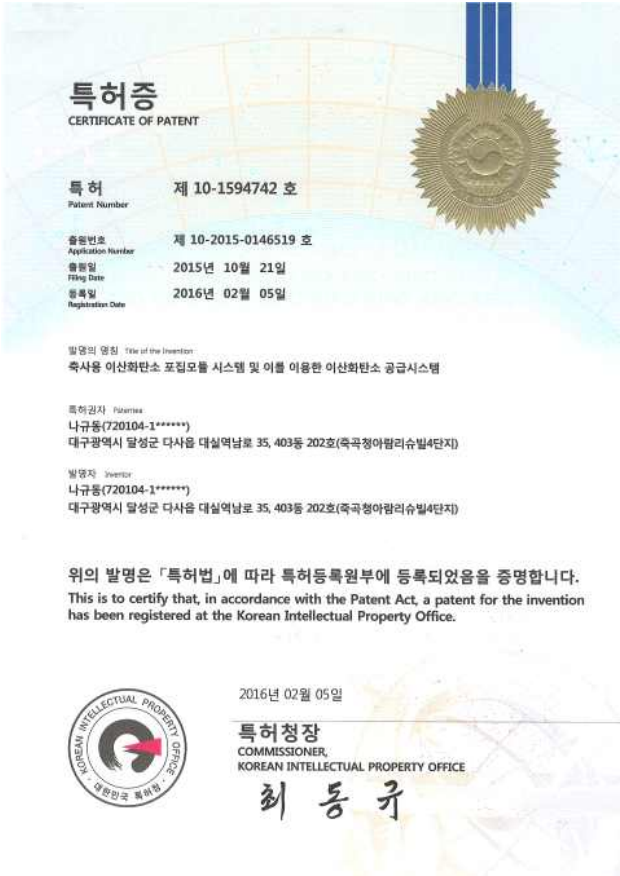 특허증
CERTIFICATE OF PATENT
특 허 제 10-1594742 호
Patent Number
출원번호 제 10-2015-0146519 호
Application Number
출원일 2015년 10월 21일
Filing Date
등록일 2016년 02월 05일
Registration Date
발명의 명칭 Title of the Invention
축사용 이산화탄소 포집모듈 시스템 및 이를 이용한 이산화탄소 공급시스템
특허권자 Patentee
나규동(720104-1******)
대구광역시 달성군 다사읍 대실역남로 35, 403동 202호(죽곡청아람리슈빌4단지)
발명자 Inventor
나규동(720104-1******)
대구광역시 달성군 다사읍 대실역남로 35, 403동 202호(죽곡청아람리슈빌4단지)
위의 발명은 「특허법」에 따라 특허등록원부에 등록되었음을 증명합니다.
This is to certify that, in accordance with the Patent Act, a patent for the invention
has been registered at the Korean Intellectual Property Office.
2016년 02월 05일
특허청장
COMMISSIONER,
KOREAN INTELLECTUAL PROPERTY OFFICE
최 동 규
KOREAN INTELLECTUAL PROPERTY OFFICE
대한민국 특허청